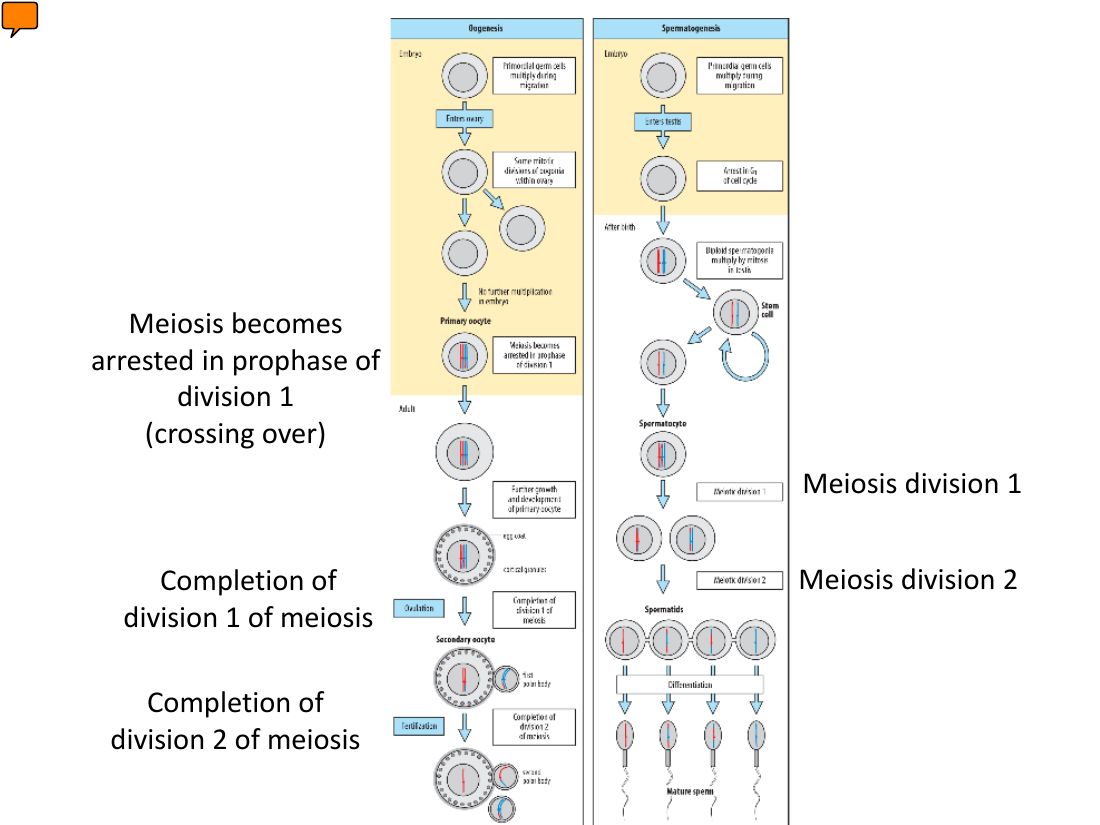 Oogenesis
Embryo
Primordial germ cells
multiply during
migration
Enters ovary
Some mitotic
divisions of oogonia
within ovary
No further multiplication
in embryo
Primary oocyte
Meiosis becomes
arrested in prophase
of division 1
Adult
Further growth
and development
of primary oocyte
egg coat
cortical granules
Ovulation
Completion of
division 1 of
meiosis
Secondary oocyte
first
polar body
Fertilization
Completion of
division 2
of meiosis
second
polar body
Spermatogenesis
Embryo
Primordial germ cells
multiply during
migration
Enters testis
Arrest in G1
of cell cycle
After birth
Diploid spermatogonia
multiply by mitosis
in testis
Stem
cell
Spermatocyte
Meiotic division 1
Meiotic division 2
Spermatids
Differentiation
Mature sperm
Meiosis becomes
arrested in prophase of
division 1
(crossing over)
Completion of
division 1 of meiosis
Completion of
division 2 of meiosis
Meiosis division 1
Meiosis division 2